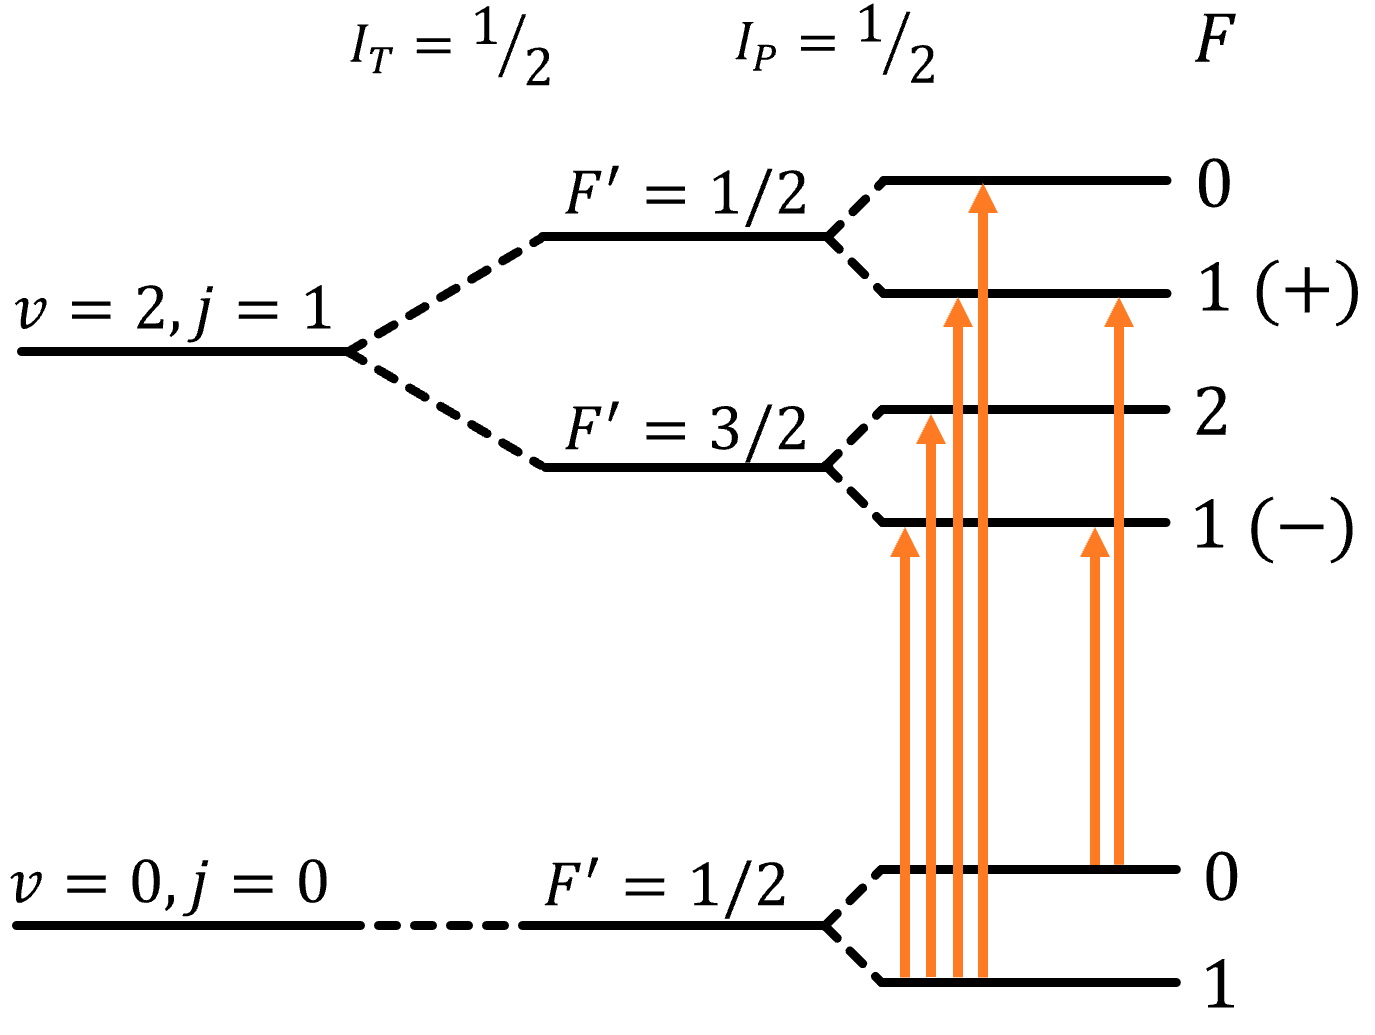 I_T = 1/2 I_P = 1/2 F
F′ = 1/2 0
v = 2, j = 1 1 (+)
F′ = 3/2 2
1 (−)
v = 0, j = 0 F′ = 1/2 0
1